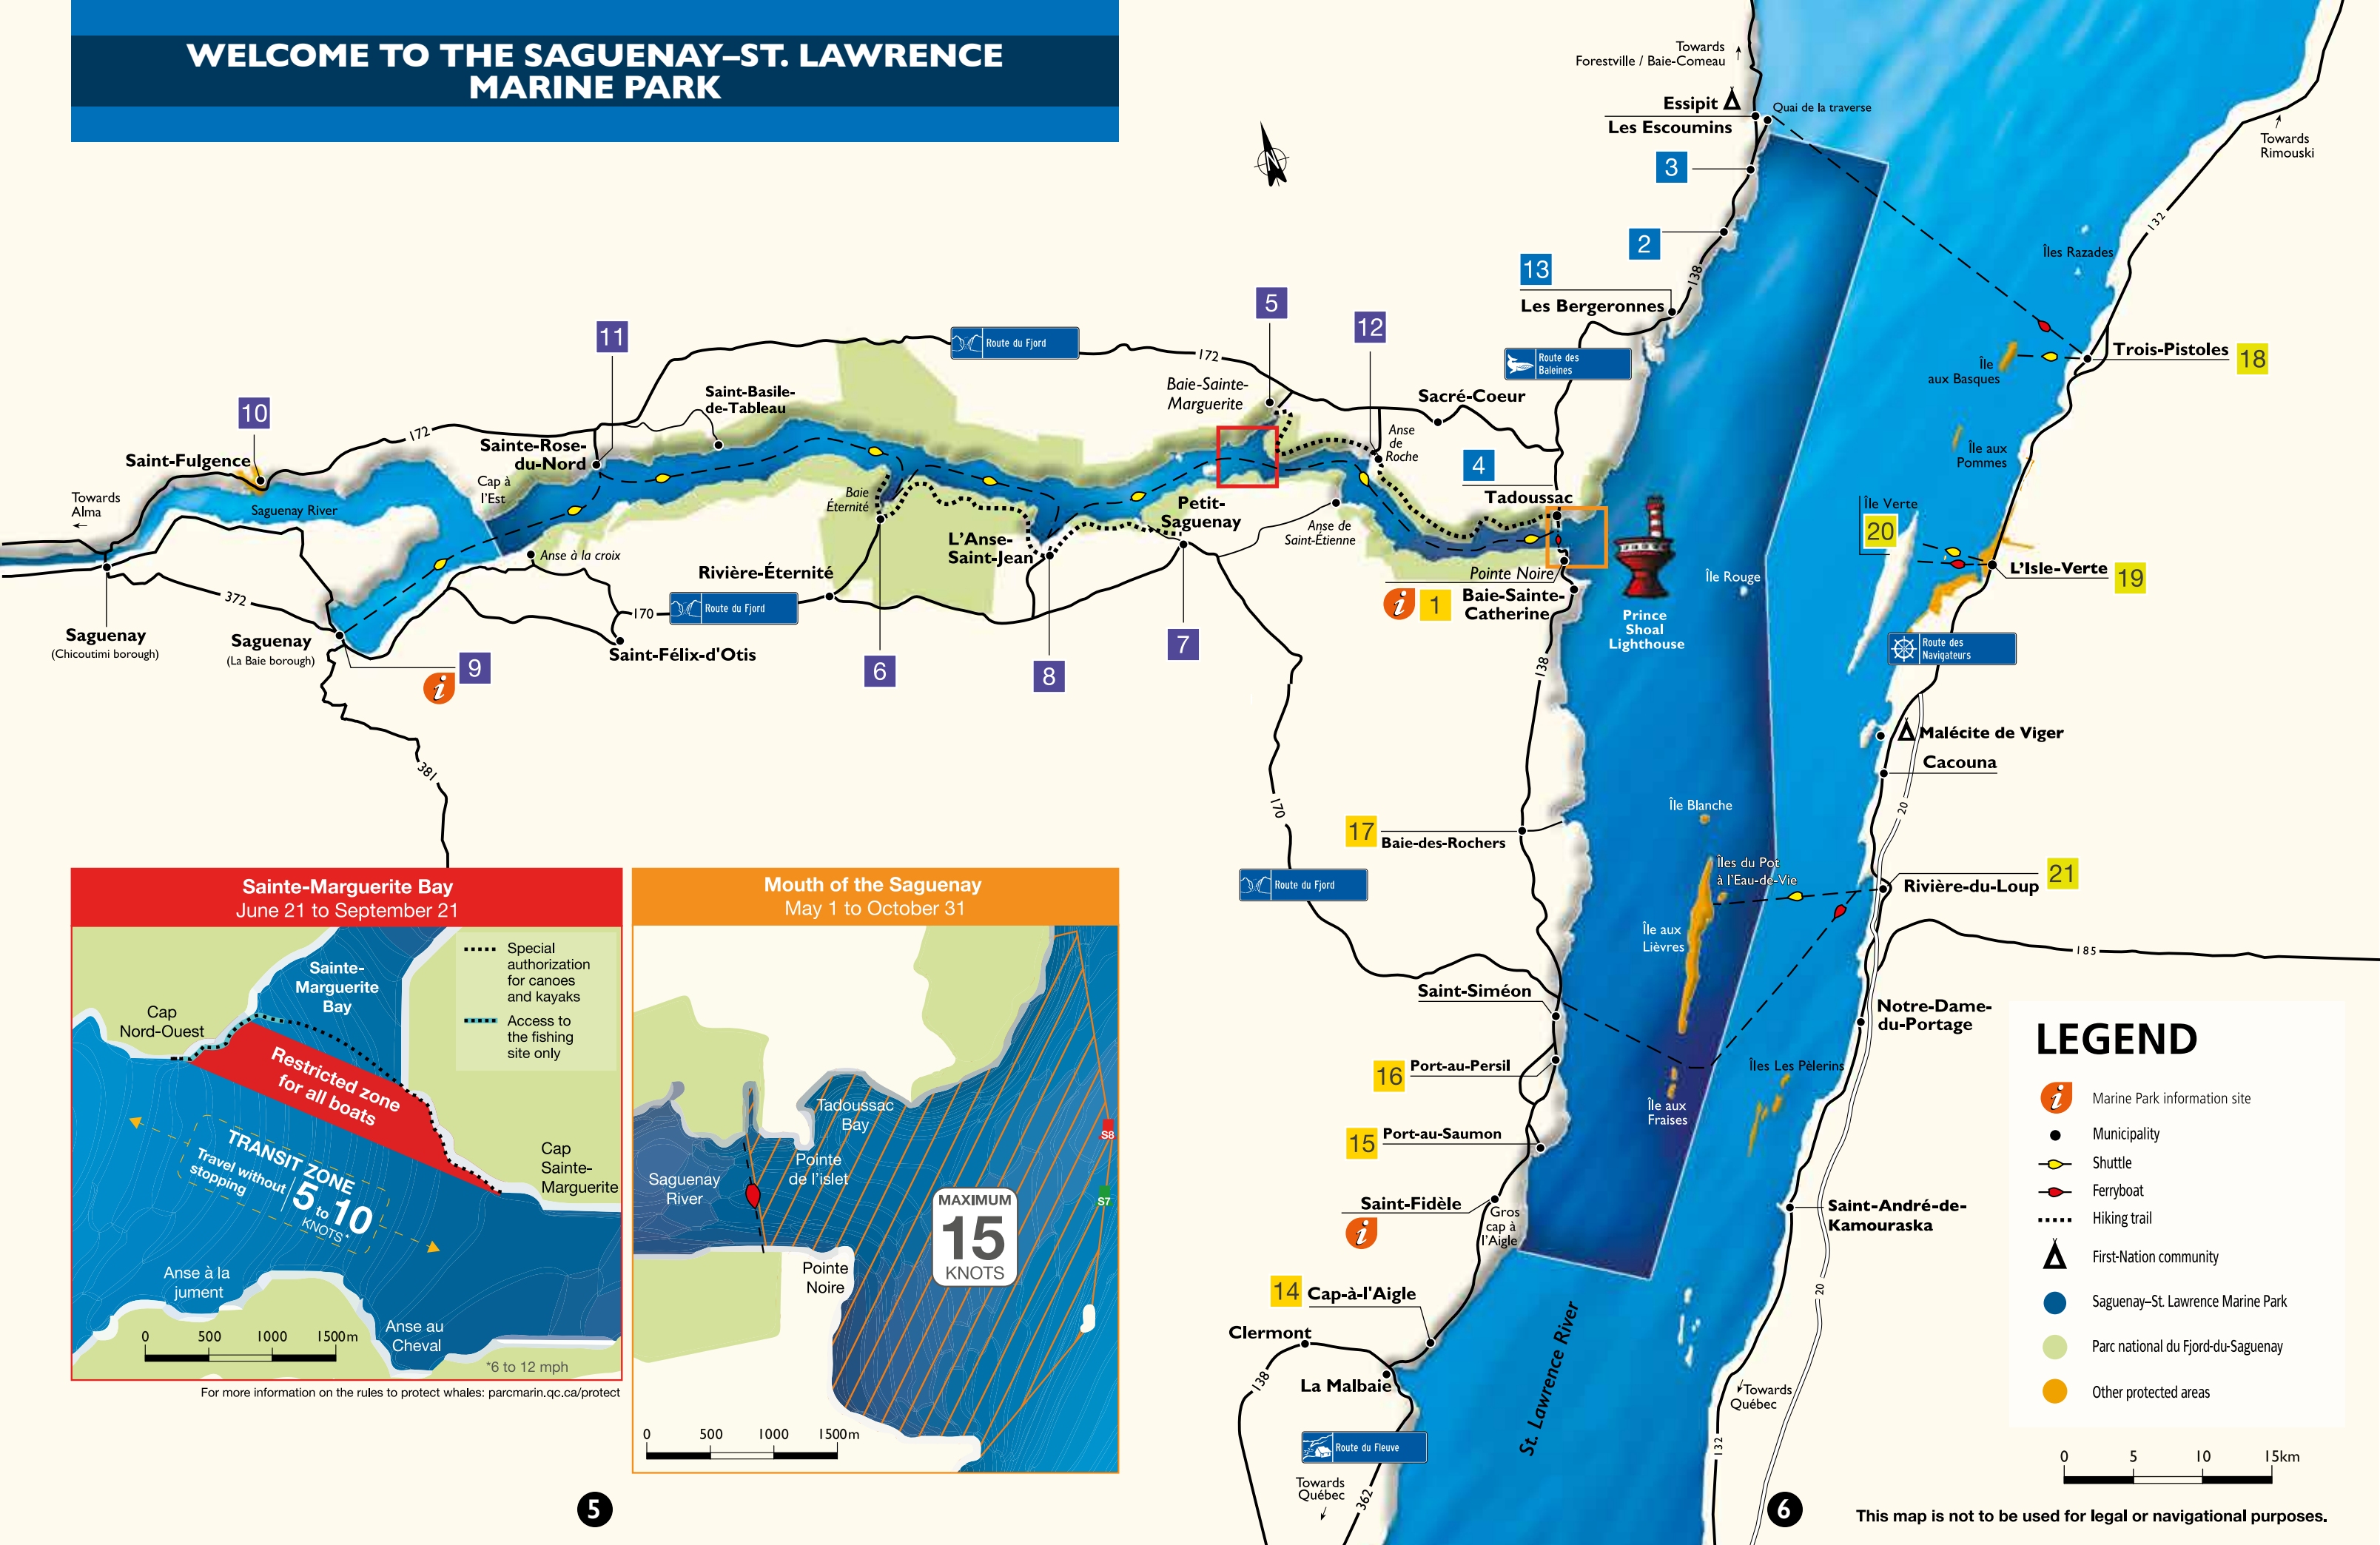 WELCOME TO THE SAGUENAY–ST. LAWRENCE
MARINE PARK
Towards
Forestville / Baie-Comeau
Essipit
Les Escoumins
Quai de la traverse
Towards
Rimouski
3
2
138
13
Les Bergeronnes
Route des
Baleines
132
Îles Razades
Trois-Pistoles
18
Île
aux Basques
Île aux
Pommes
Île Verte
20
L'Isle-Verte
19
Route des
Navigateurs
Malécite de Viger
Cacouna
20
5
12
11
10
Route du Fjord
172
172
Baie-Sainte-
Marguerite
Sacré-Coeur
Anse
de
Roche
4
Tadoussac
Saint-Basile-
de-Tableau
Sainte-Rose-
du-Nord
Saint-Fulgence
Cap à
l'Est
Towards
Alma
Saguenay River
Baie
Éternité
Petit-
Saguenay
L'Anse-
Saint-Jean
Anse de
Saint-Étienne
Anse à la croix
Rivière-Éternité
Pointe Noire
1
Baie-Sainte-
Catherine
Prince
Shoal
Lighthouse
Île Rouge
372
170
Route du Fjord
Saguenay
(Chicoutimi borough)
Saguenay
(La Baie borough)
9
Saint-Félix-d'Otis
6
8
7
138
381
170
Île Blanche
17
Baie-des-Rochers
Îles du Pot
à l'Eau-de-Vie
21
Rivière-du-Loup
Route du Fjord
Île aux
Lièvres
185
Saint-Siméon
Notre-Dame-
du-Portage
16
Port-au-Persil
Îles Les Pèlerins
Île aux
Fraises
15
Port-au-Saumon
Saint-Fidèle
Gros
cap à
l'Aigle
Saint-André-de-
Kamouraska
14
Cap-à-l'Aigle
20
Clermont
138
La Malbaie
St. Lawrence River
Towards
Québec
132
Route du Fleuve
Towards
Québec
362
Sainte-Marguerite Bay
June 21 to September 21
Special
authorization
for canoes
and kayaks
Access to
the fishing
site only
Sainte-
Marguerite
Bay
Cap
Nord-Ouest
Restricted zone
for all boats
TRANSIT ZONE
Travel without
stopping
5 to 10
KNOTS*
Cap
Sainte-
Marguerite
Anse à la
jument
Anse au
Cheval
0 500 1000 1500m
*6 to 12 mph
For more information on the rules to protect whales: parcmarin.qc.ca/protect
Mouth of the Saguenay
May 1 to October 31
Tadoussac
Bay
Pointe
de l'islet
Saguenay
River
S8
S7
MAXIMUM
15
KNOTS
Pointe
Noire
0 500 1000 1500m
LEGEND
Marine Park information site
Municipality
Shuttle
Ferryboat
Hiking trail
First-Nation community
Saguenay–St. Lawrence Marine Park
Parc national du Fjord-du-Saguenay
Other protected areas
0 5 10 15km
5
6
This map is not to be used for legal or navigational purposes.